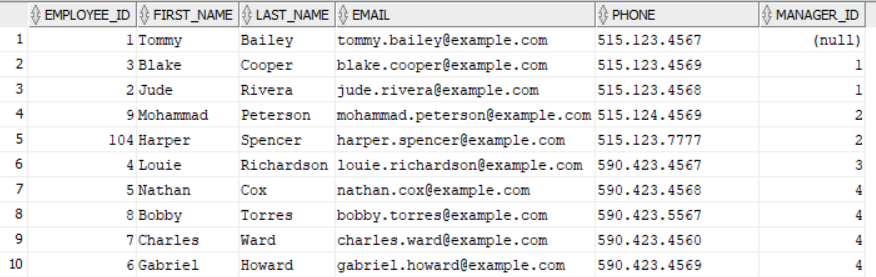 EMPLOYEE_ID FIRST_NAME LAST_NAME EMAIL PHONE MANAGER_ID
1 1 Tommy Bailey tommy.bailey@example.com 515.123.4567 (null)
2 3 Blake Cooper blake.cooper@example.com 515.123.4569 1
3 2 Jude Rivera jude.rivera@example.com 515.123.4568 1
4 9 Mohammad Peterson mohammad.peterson@example.com 515.124.4569 2
5 104 Harper Spencer harper.spencer@example.com 515.123.7777 2
6 4 Louie Richardson louie.richardson@example.com 590.423.4567 3
7 5 Nathan Cox nathan.cox@example.com 590.423.4568 4
8 8 Bobby Torres bobby.torres@example.com 590.423.5567 4
9 7 Charles Ward charles.ward@example.com 590.423.4560 4
10 6 Gabriel Howard gabriel.howard@example.com 590.423.4569 4